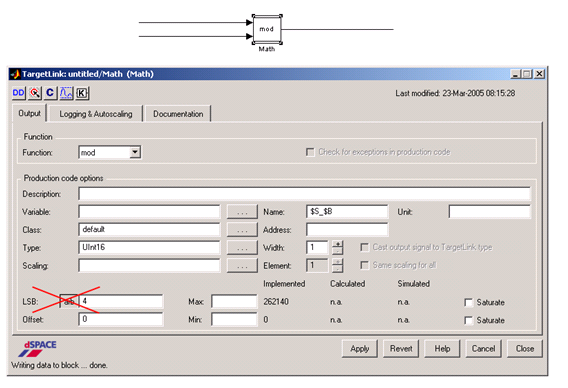 mod
Math
TargetLink: untitled/Math (Math)
DD C K
Last modified: 23-Mar-2005 08:15:28
Output Logging & Autoscaling Documentation
Function
Function: mod Check for exceptions in production code
Production code options
Description:
Variable: ... Name: $S_$B Unit:
Class: default ... Address:
Type: UInt16 ... Width: 1 Cast output signal to TargetLink type
Scaling: ... Element: 1 Same scaling for all
Implemented Calculated Simulated
LSB: 4 Max: 262140 n.a. n.a. Saturate
Offset: 0 Min: 0 n.a. n.a. Saturate
dSPACE
Apply Revert Help Cancel Close
Writing data to block ... done.